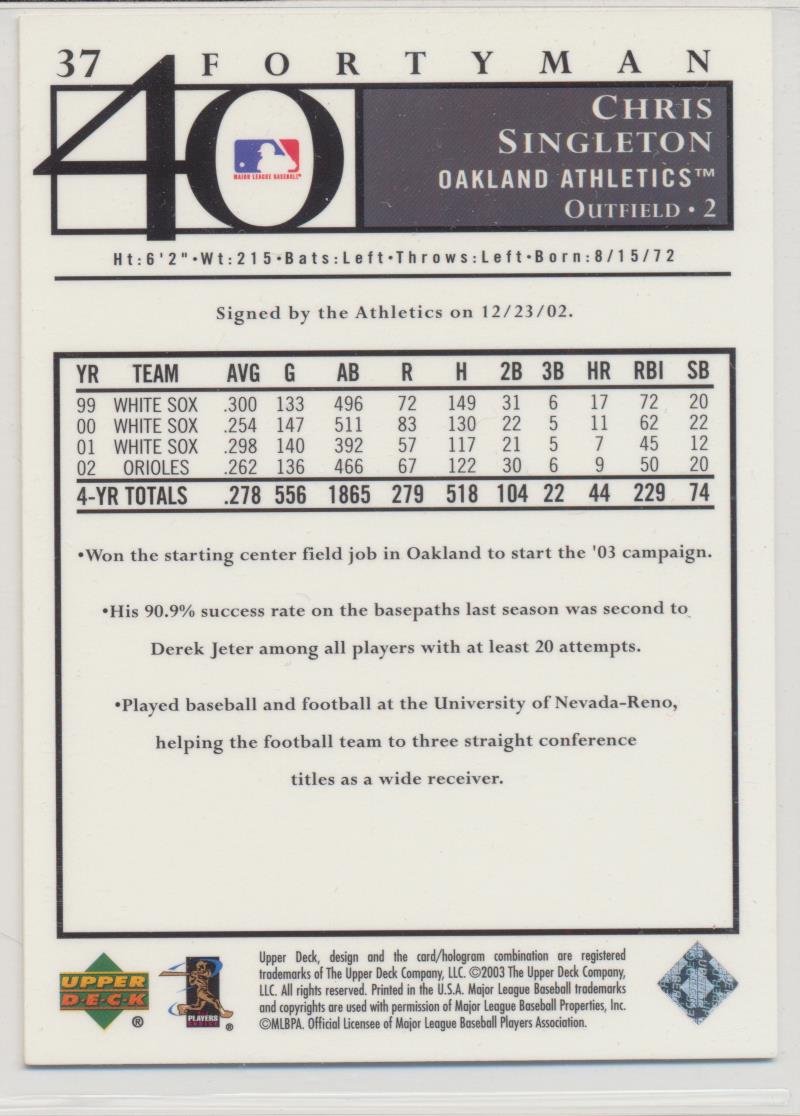 37 FORTYMAN
40
MAJOR LEAGUE BASEBALL
CHRIS
SINGLETON
OAKLAND ATHLETICS™
OUTFIELD • 2
Ht:6'2"•Wt:215•Bats:Left•Throws:Left•Born:8/15/72
Signed by the Athletics on 12/23/02.
YR TEAM AVG G AB R H 2B 3B HR RBI SB
99 WHITE SOX .300 133 496 72 149 31 6 17 72 20
00 WHITE SOX .254 147 511 83 130 22 5 11 62 22
01 WHITE SOX .298 140 392 57 117 21 5 7 45 12
02 ORIOLES .262 136 466 67 122 30 6 9 50 20
4-YR TOTALS .278 556 1865 279 518 104 22 44 229 74
•Won the starting center field job in Oakland to start the '03 campaign.
•His 90.9% success rate on the basepaths last season was second to
Derek Jeter among all players with at least 20 attempts.
•Played baseball and football at the University of Nevada-Reno,
helping the football team to three straight conference
titles as a wide receiver.
UPPER
DECK ®
PLAYERS
CHOICE ®
Upper Deck, design and the card/hologram combination are registered
trademarks of The Upper Deck Company, LLC. ©2003 The Upper Deck Company,
LLC. All rights reserved. Printed in the U.S.A. Major League Baseball trademarks
and copyrights are used with permission of Major League Baseball Properties, Inc.
©MLBPA. Official Licensee of Major League Baseball Players Association.